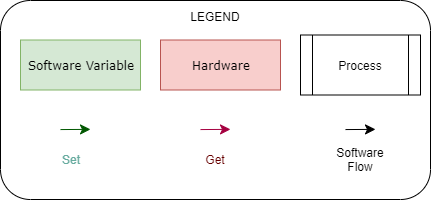 LEGEND
Software Variable
Hardware
Process
Set
Get
Software
Flow